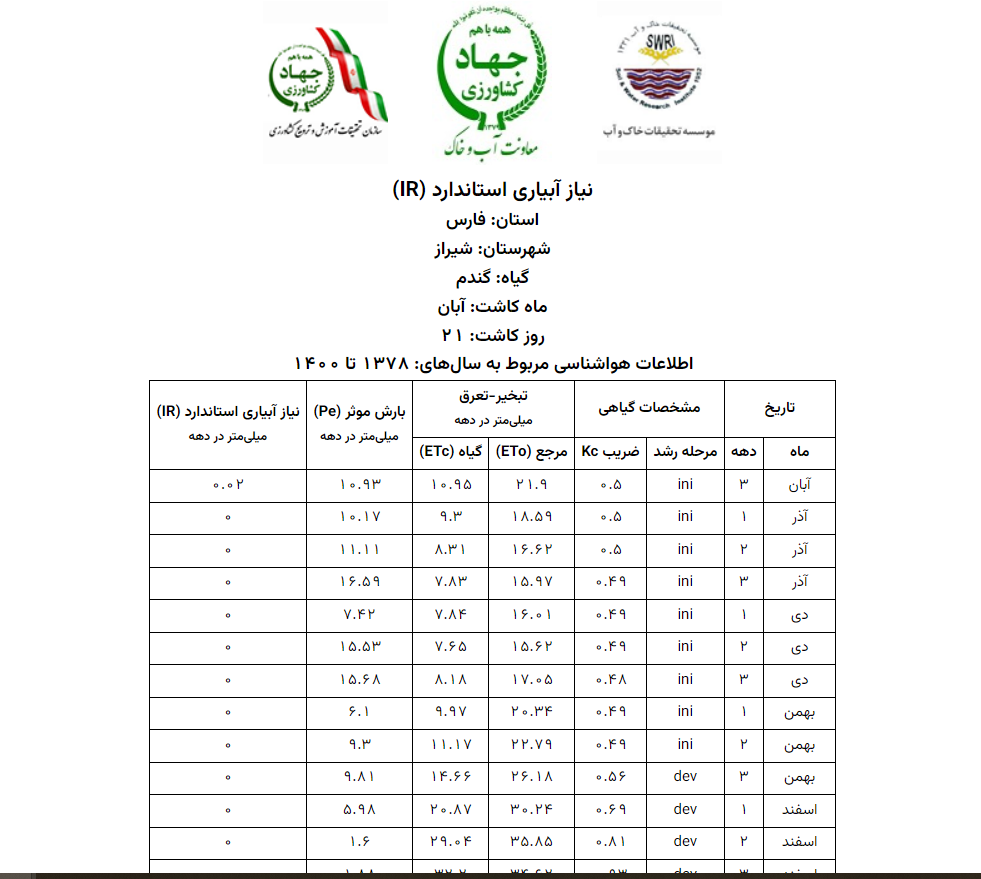 همه با هم
جهاد
کشاورزی
۱۳۷۹
معاونت آب و خاک
همه با هم
جهاد
کشاورزی
سازمان تحقیقات آموزش و ترویج کشاورزی
موسسه تحقیقات خاک و آب
SWRI
Soil & Water Research Institute
موسسه تحقیقات خاک و آب
نیاز آبیاری استاندارد (IR)
استان: فارس
شهرستان: شیراز
گیاه: گندم
ماه کاشت: آبان
روز کاشت: ۲۱
اطلاعات هواشناسی مربوط به سال‌های: ۱۳۷۸ تا ۱۴۰۰
تاریخ مشخصات گیاهی تبخیر-تعرق میلی‌متر در دهه بارش موثر (Pe) میلی‌متر در دهه نیاز آبیاری استاندارد (IR) میلی‌متر در دهه
ماه دهه مرحله رشد ضریب Kc مرجع (ETo) گیاه (ETc)
آبان ۳ ini ۰.۵ ۲۱.۹ ۱۰.۹۵ ۱۰.۹۳ ۰.۰۲
آذر ۱ ini ۰.۵ ۱۸.۵۹ ۹.۳ ۱۰.۱۷ ۰
آذر ۲ ini ۰.۵ ۱۶.۶۲ ۸.۳۱ ۱۱.۱۱ ۰
آذر ۳ ini ۰.۴۹ ۱۵.۹۷ ۷.۸۳ ۱۶.۵۹ ۰
دی ۱ ini ۰.۴۹ ۱۶.۰۱ ۷.۸۴ ۷.۴۲ ۰
دی ۲ ini ۰.۴۹ ۱۵.۶۲ ۷.۶۵ ۱۵.۵۳ ۰
دی ۳ ini ۰.۴۸ ۱۷.۰۵ ۸.۱۸ ۱۵.۶۸ ۰
بهمن ۱ ini ۰.۴۹ ۲۰.۳۴ ۹.۹۷ ۶.۱ ۰
بهمن ۲ ini ۰.۴۹ ۲۲.۷۹ ۱۱.۱۷ ۹.۳ ۰
بهمن ۳ dev ۰.۵۶ ۲۶.۱۸ ۱۴.۶۶ ۹.۸۱ ۰
اسفند ۱ dev ۰.۶۹ ۳۰.۲۴ ۲۰.۸۷ ۵.۹۸ ۰
اسفند ۲ dev ۰.۸۱ ۳۵.۸۵ ۲۹.۰۴ ۱.۶ ۰